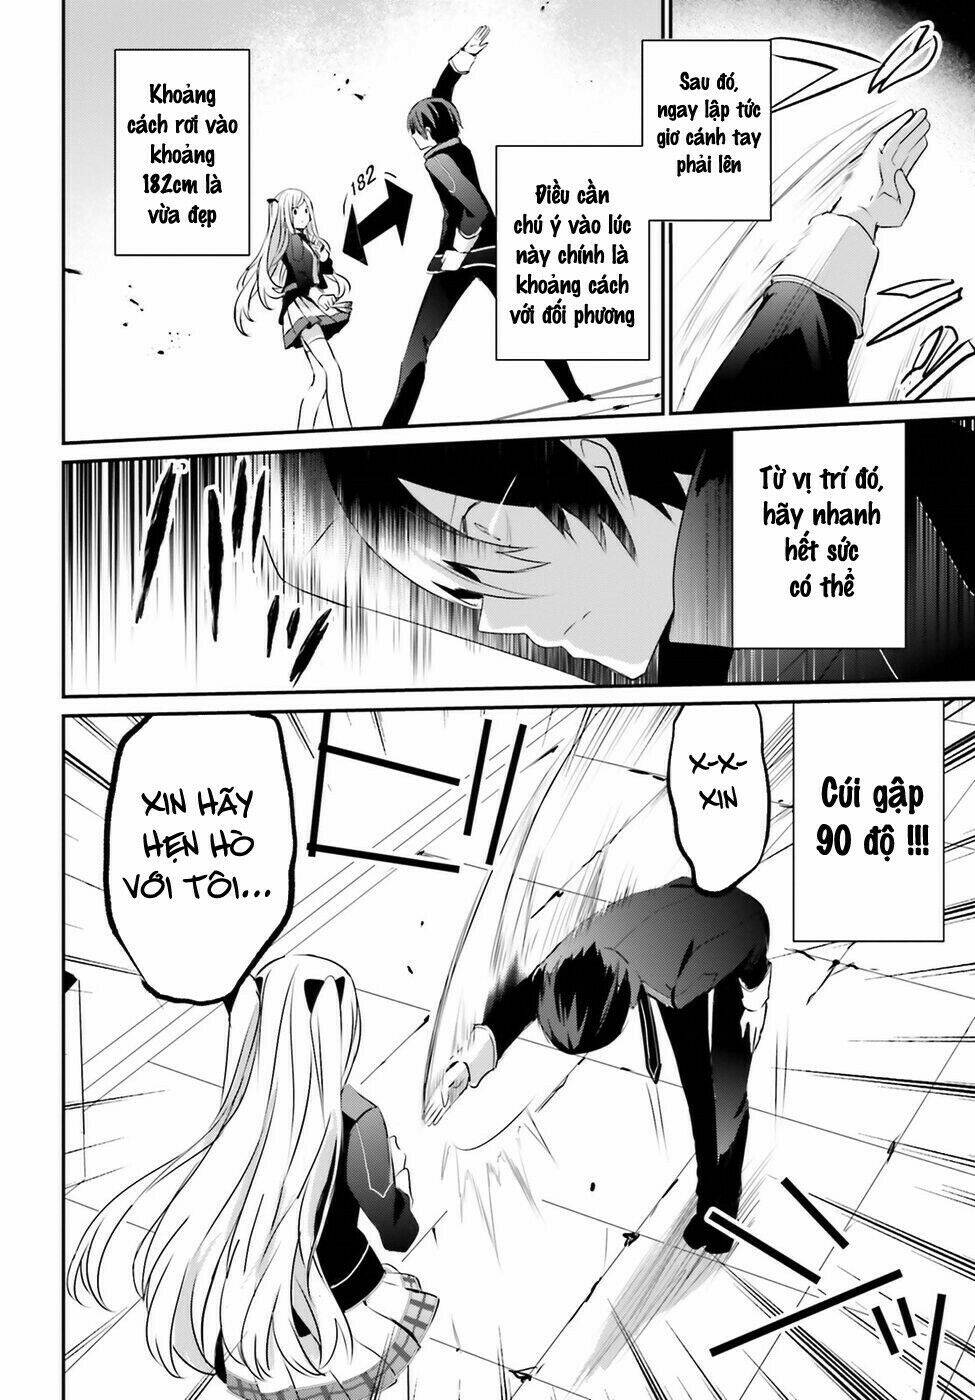 Sau đó,
ngay lập tức
giơ cánh tay
phải lên
Điều cần
chú ý vào lúc
này chính là
khoảng cách
với đối phương
Khoảng
cách rơi vào
khoảng
182cm là
vừa đẹp
182
Từ vị trí đó,
hãy nhanh
hết sức
có thể
Cúi gập
90 độ !!!
X-X-
XIN
XIN HÃY
HẸN HÒ
VỚI TÔI...